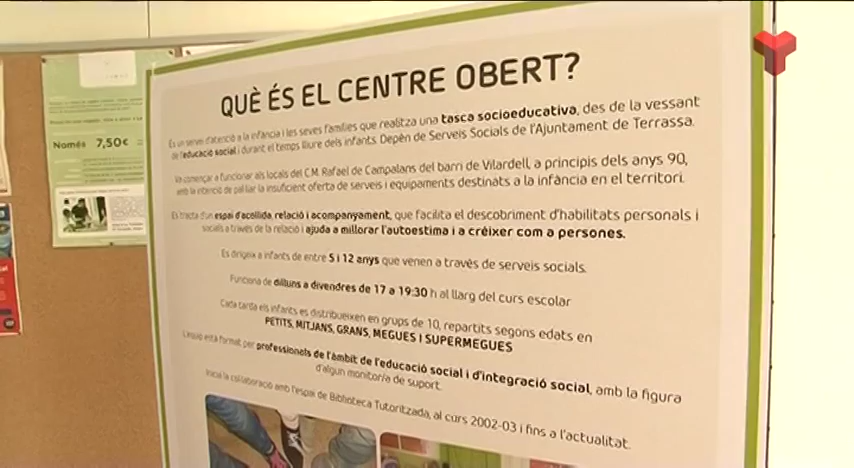 QUÈ ÉS EL CENTRE OBERT?
Es un servei d'atenció a la infància i les seves famílies que realitza una tasca socioeducativa, des de la vessant
de l'educació social i durant el temps lliure dels infants. Depèn de Serveis Socials de l'Ajuntament de Terrassa.
Va començar a funcionar als locals del C.M. Rafael de Campalans del barri de Vilardell, a principis dels anys 90,
amb la intenció de pal·liar la insuficient oferta de serveis i equipaments destinats a la infància en el territori.
Es tracta d'un espai d'acollida, relació i acompanyament, que facilita el descobriment d'habilitats personals i
socials a través de la relació i ajuda a millorar l'autoestima i a créixer com a persones.
Es dirigeix a infants de entre 5 i 12 anys que venen a través de serveis socials.
Funciona de dilluns a divendres de 17 a 19:30 h al llarg del curs escolar
Cada tarda els infants es distribueixen en grups de 10, repartits segons edats en
PETITS, MITJANS, GRANS, MEGUES I SUPERMEGUES
L'equip està format per professionals de l'àmbit de l'educació social i d'integració social, amb la figura
d'algun monitor/a de suport.
Inicia la col·laboració amb l'espai de Biblioteca Tutoritzada, al curs 2002-03 i fins a l'actualitat.
Només 7,50€